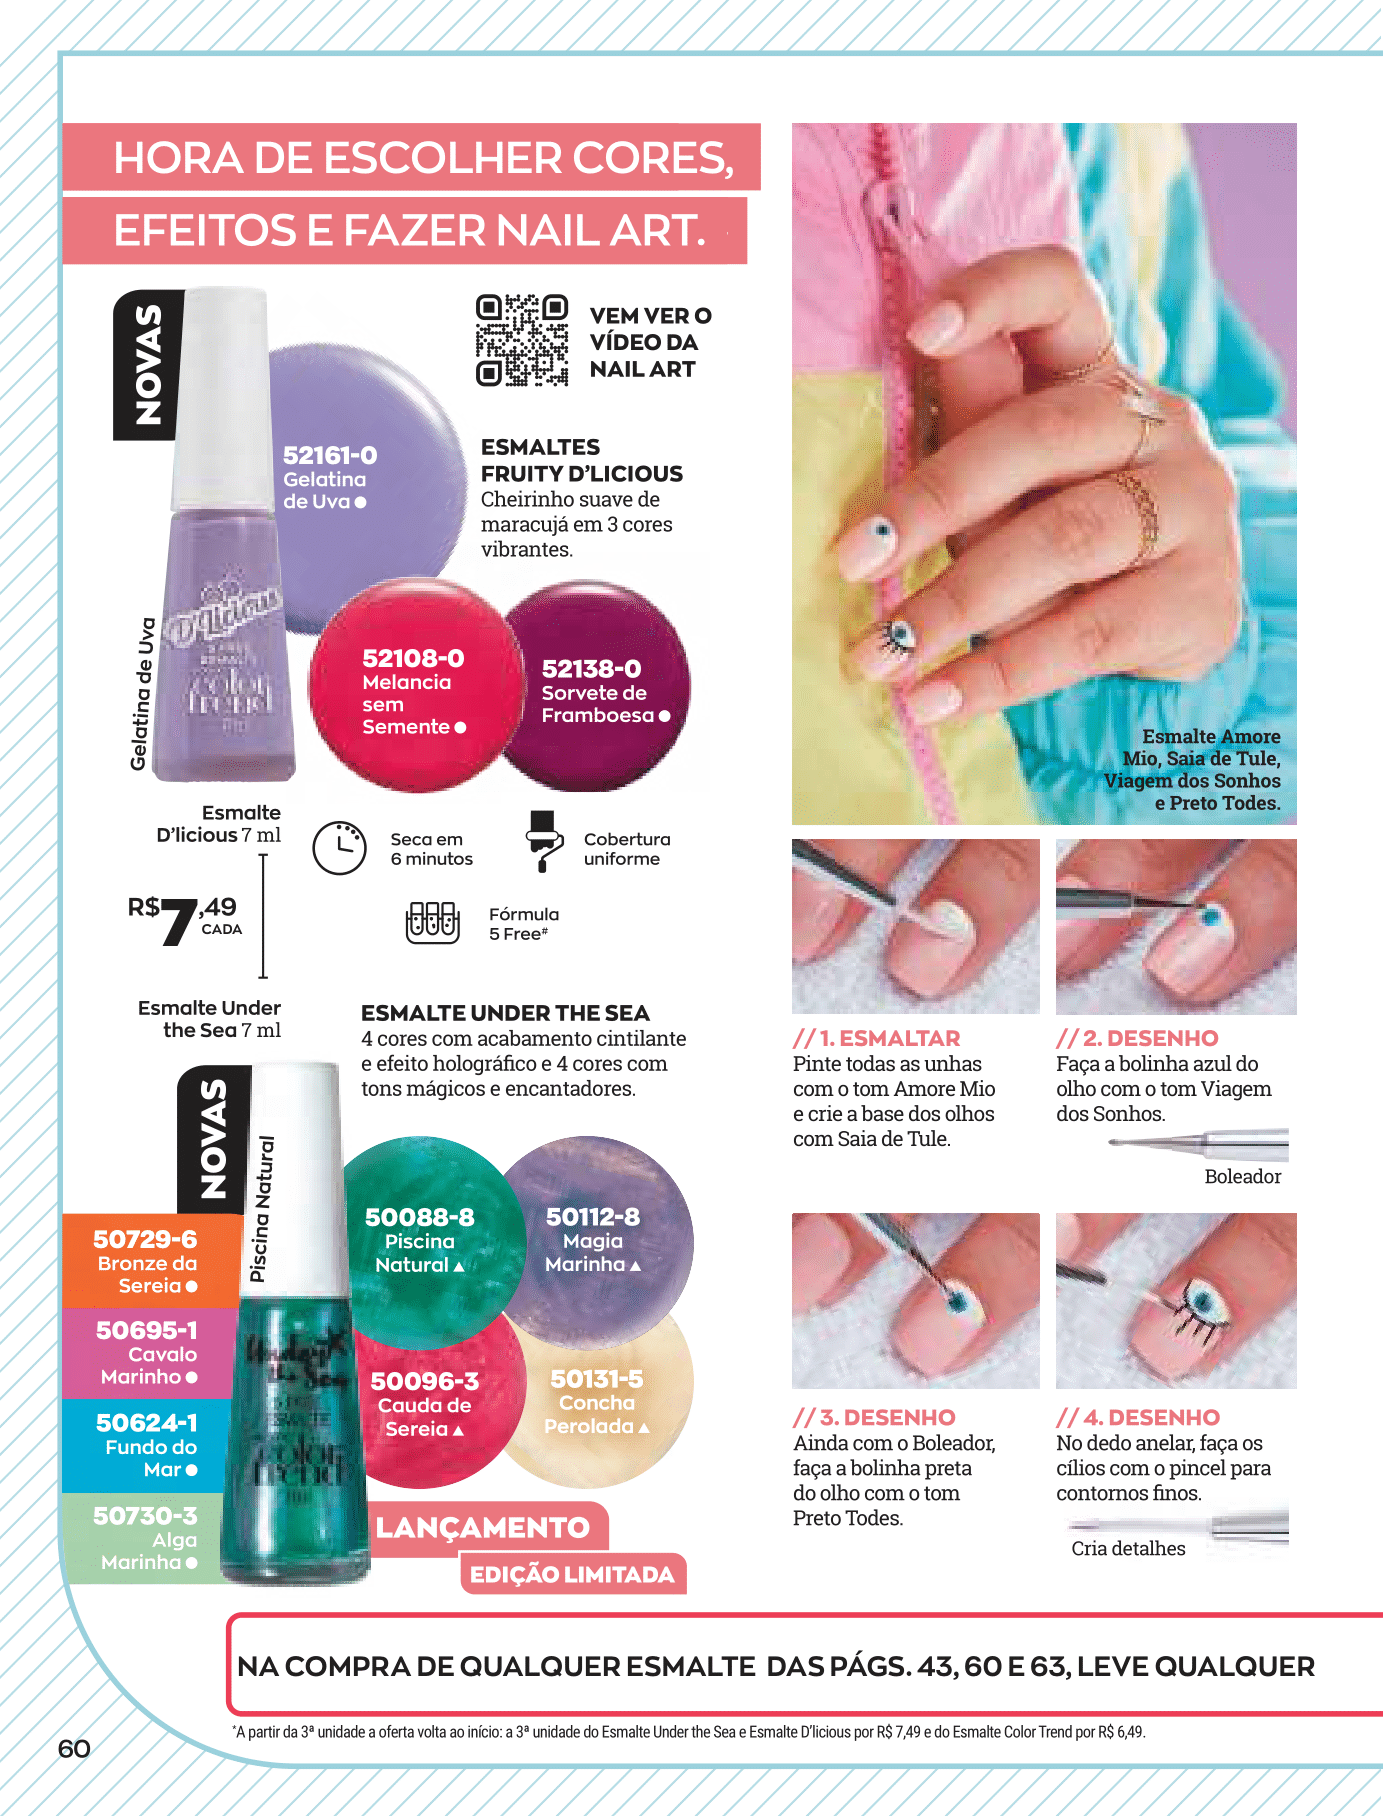 HORA DE ESCOLHER CORES,
EFEITOS E FAZER NAIL ART.
NOVAS
VEM VER O
VÍDEO DA
NAIL ART
52161-0
Gelatina
de Uva ●
ESMALTES
FRUITY D'LICIOUS
Cheirinho suave de
maracujá em 3 cores
vibrantes.
D'Licious
color
trend
Gelatina de Uva
52108-0
Melancia
sem
Semente ●
52138-0
Sorvete de
Framboesa ●
Esmalte
D'licious 7 ml
R$7,49
CADA
Seca em
6 minutos
Cobertura
uniforme
Fórmula
5 Free#
Esmalte Under
the Sea 7 ml
ESMALTE UNDER THE SEA
4 cores com acabamento cintilante
e efeito holográfico e 4 cores com
tons mágicos e encantadores.
NOVAS
Piscina Natural
50088-8
Piscina
Natural ▲
50112-8
Magia
Marinha ▲
50729-6
Bronze da
Sereia ●
50695-1
Cavalo
Marinho ●
50624-1
Fundo do
Mar ●
50730-3
Alga
Marinha ●
Under
the Sea
color
trend
50096-3
Cauda de
Sereia ▲
50131-5
Concha
Perolada ▲
LANÇAMENTO
EDIÇÃO LIMITADA
Esmalte Amore
Mio, Saia de Tule,
Viagem dos Sonhos
e Preto Todes.
// 1. ESMALTAR
Pinte todas as unhas
com o tom Amore Mio
e crie a base dos olhos
com Saia de Tule.
// 2. DESENHO
Faça a bolinha azul do
olho com o tom Viagem
dos Sonhos.
Boleador
// 3. DESENHO
Ainda com o Boleador,
faça a bolinha preta
do olho com o tom
Preto Todes.
// 4. DESENHO
No dedo anelar, faça os
cílios com o pincel para
contornos finos.
Cria detalhes
NA COMPRA DE QUALQUER ESMALTE DAS PÁGS. 43, 60 E 63, LEVE QUALQUER
*A partir da 3ª unidade a oferta volta ao início: a 3ª unidade do Esmalte Under the Sea e Esmalte D'licious por R$ 7,49 e do Esmalte Color Trend por R$ 6,49.
60